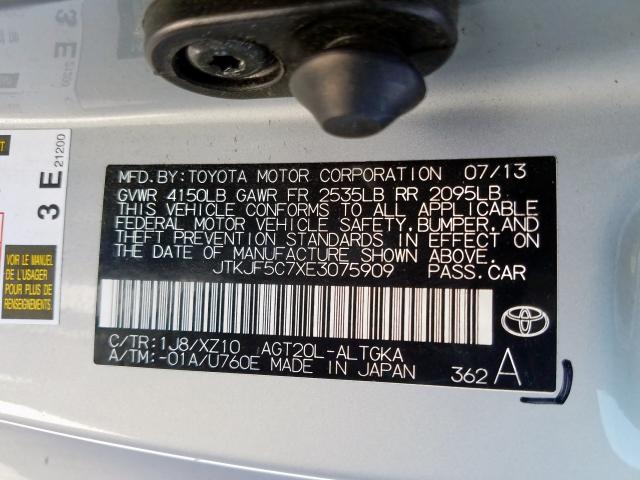 MFD.BY:TOYOTA MOTOR CORPORATION 07/13
GVWR 4150LB GAWR FR 2535LB RR 2095LB
THIS VEHICLE CONFORMS TO ALL APPLICABLE
FEDERAL MOTOR VEHICLE SAFETY,BUMPER,AND
THEFT PREVENTION STANDARDS IN EFFECT ON
THE DATE OF MANUFACTURE SHOWN ABOVE.
JTKJF5C7XE3075909 PASS.CAR
C/TR:1J8/XZ10 AGT20L-ALTGKA
A/TM:-01A/U760E MADE IN JAPAN
362 A
3 E
21200
VOIR LE MANUEL
DE L'USAGER
POUR PLUS DE
RENSEIGNEMENTS
3 E
21200